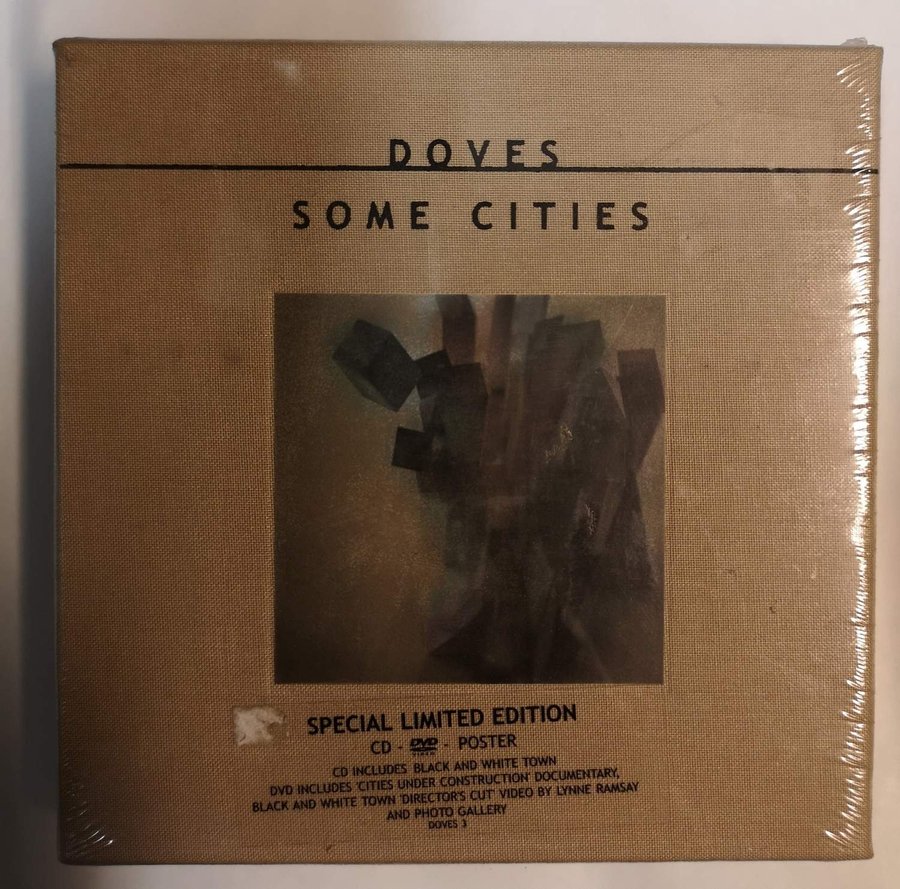 DOVES
SOME CITIES
SPECIAL LIMITED EDITION
CD - DVD VIDEO - POSTER
CD INCLUDES BLACK AND WHITE TOWN
DVD INCLUDES 'CITIES UNDER CONSTRUCTION' DOCUMENTARY,
BLACK AND WHITE TOWN 'DIRECTOR'S CUT' VIDEO BY LYNNE RAMSAY
AND PHOTO GALLERY
DOVES 3